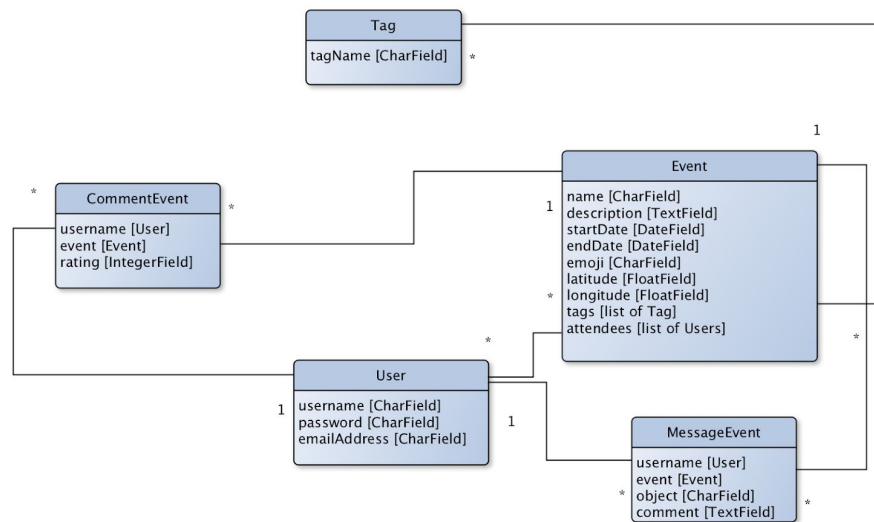 Tag
tagName [CharField]
*
1
Event
name [CharField]
description [TextField]
startDate [DateField]
endDate [DateField]
emoji [CharField]
latitude [FloatField]
longitude [FloatField]
tags [list of Tag]
attendees [list of Users]
1
*
*
*
CommentEvent
username [User]
event [Event]
rating [IntegerField]
*
*
User
username [CharField]
password [CharField]
emailAddress [CharField]
1
1
MessageEvent
username [User]
event [Event]
object [CharField]
comment [TextField]
*
*